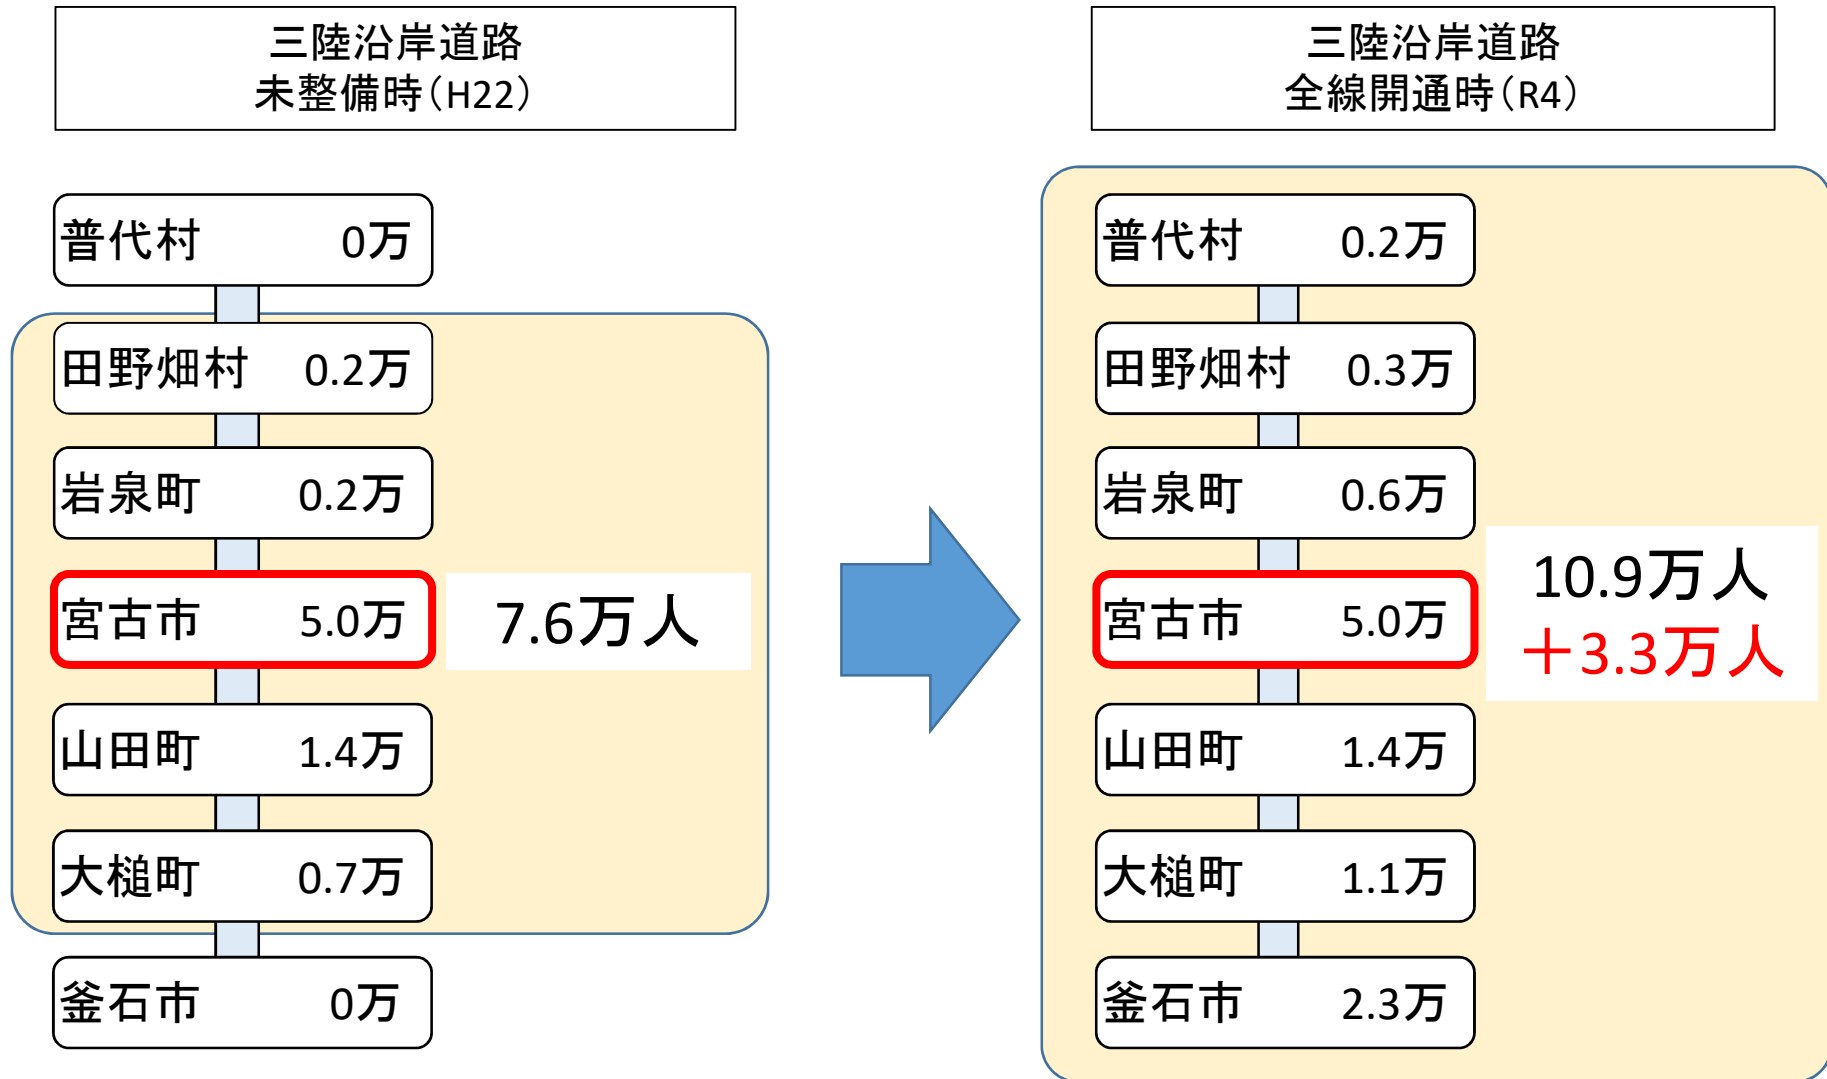 三陸沿岸道路
未整備時(H22)
普代村 0万
田野畑村 0.2万
岩泉町 0.2万
宮古市 5.0万
7.6万人
山田町 1.4万
大槌町 0.7万
釜石市 0万
三陸沿岸道路
全線開通時(R4)
普代村 0.2万
田野畑村 0.3万
岩泉町 0.6万
宮古市 5.0万
10.9万人
+3.3万人
山田町 1.4万
大槌町 1.1万
釜石市 2.3万